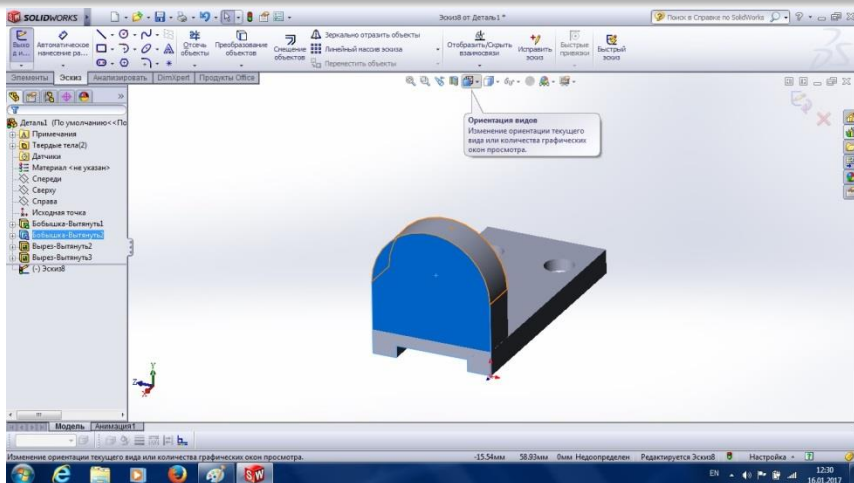 SOLIDWORKS
Эскиз8 от Деталь1 *
Поиск в Справке по SolidWorks
Выхо д и...
Автоматическое нанесение ра...
Отсечь объекты
Преобразование объектов
Смещение объектов
Зеркально отразить объекты
Линейный массив эскиза
Переместить объекты
Отобразить/Скрыть взаимосвязи
Исправить эскиз
Быстрые привязки
Быстрый эскиз
Элементы
Эскиз
Анализировать
DimXpert
Продукты Office
Ориентация видов
Изменение ориентации текущего
вида или количества графических
окон просмотра.
Деталь1 (По умолчанию<<По
Примечания
Твердые тела(2)
Датчики
Материал <не указан>
Спереди
Сверху
Справа
Исходная точка
Бобышка-Вытянуть1
Вырез-Вытянуть2
Вырез-Вытянуть3
(-) Эскиз8
Y
Z
X
Модель
Анимация1
Изменение ориентации текущего вида или количества графических окон просмотра.
-15.54мм
58.93мм
0мм
Недоопределен
Редактируется Эскиз8
Настройка
EN
12:30
16.01.2017